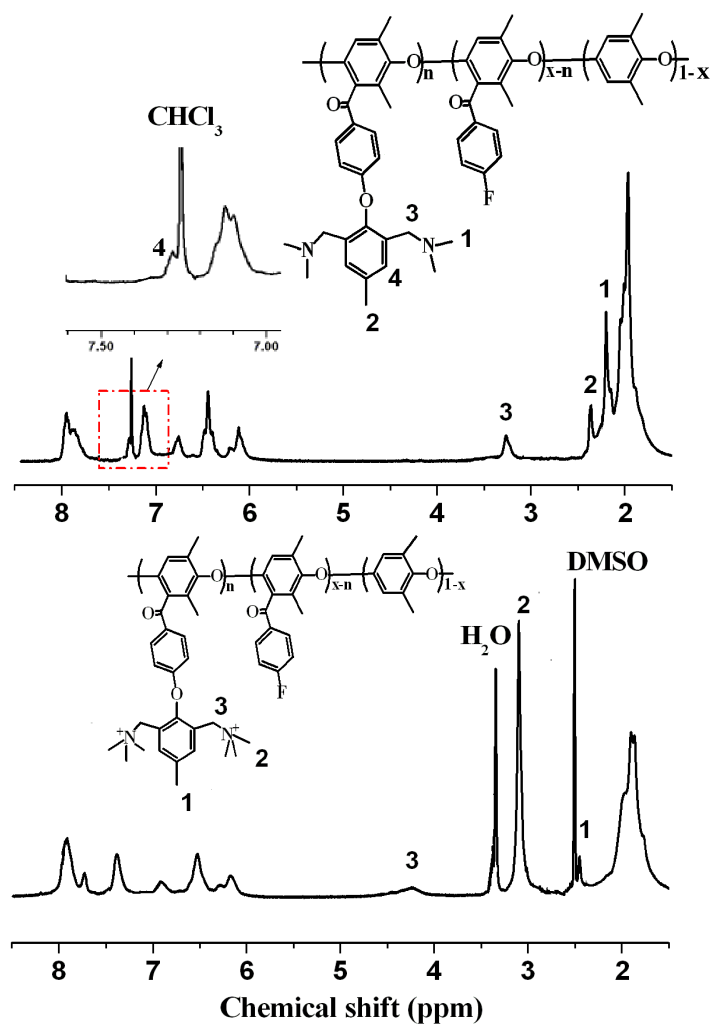 O n O x-n O 1-x
O O
CHCl3
O F
3
N N 1
4 4
2
7.50 7.00
1
2
3
8 7 6 5 4 3 2
DMSO
O n O x-n O 1-x
2
O O
H2O
F
O
3
+N N+
2
1
1
3
8 7 6 5 4 3 2
Chemical shift (ppm)